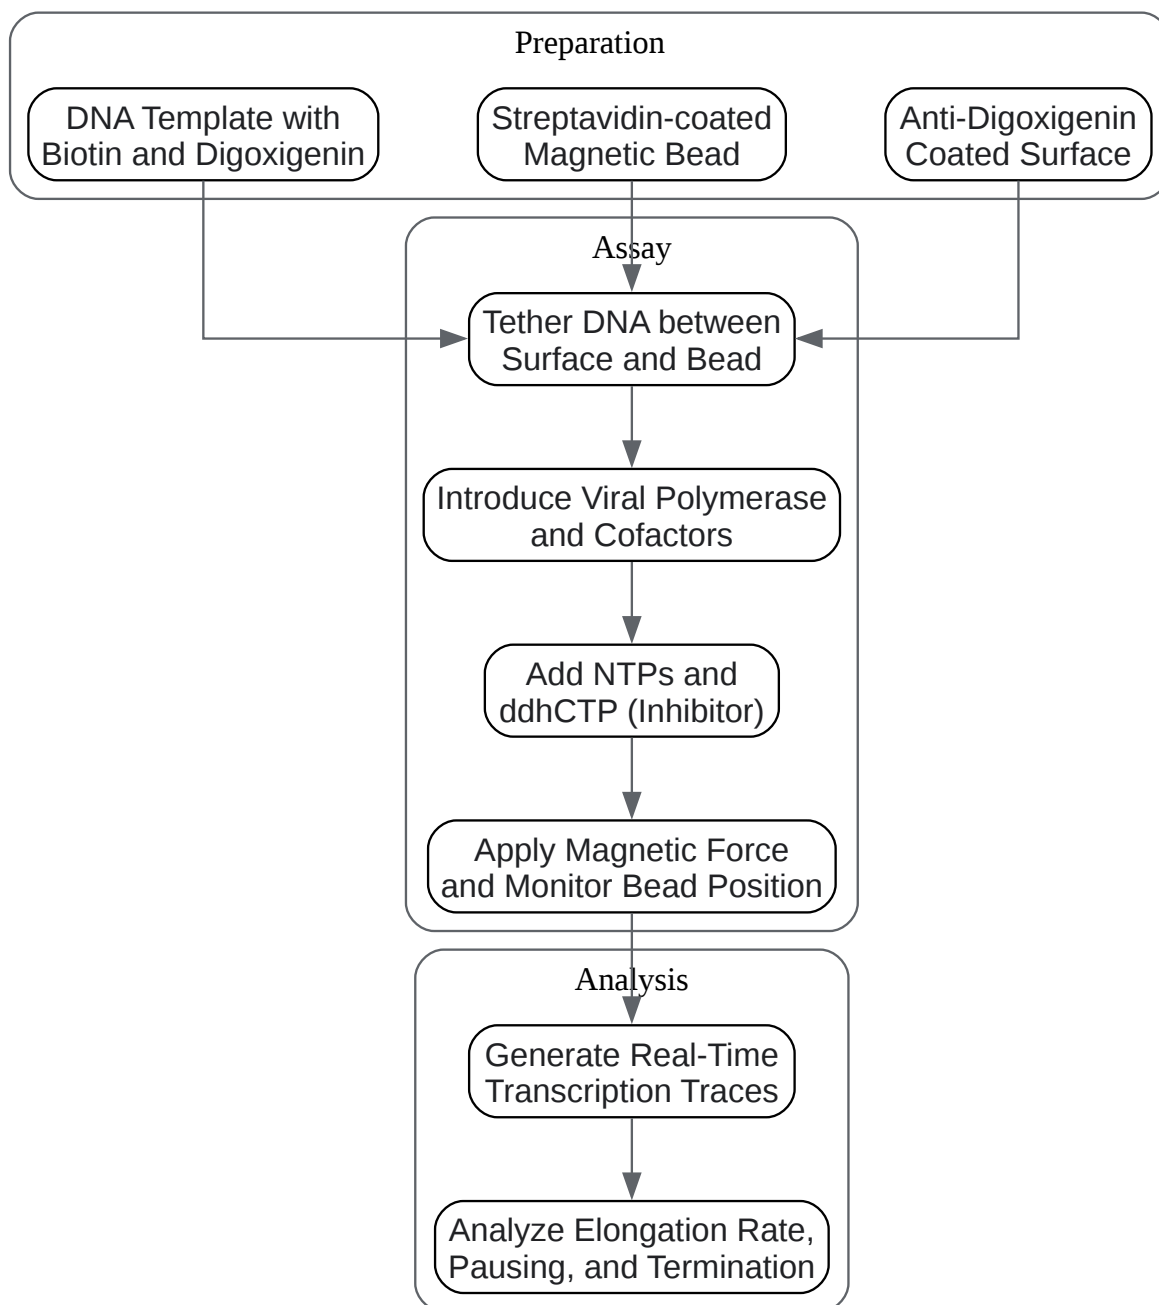 Preparation
DNA Template with
Biotin and Digoxigenin
Streptavidin-coated
Magnetic Bead
Anti-Digoxigenin
Coated Surface
Assay
Tether DNA between
Surface and Bead
Introduce Viral Polymerase
and Cofactors
Add NTPs and
ddhCTP (Inhibitor)
Apply Magnetic Force
and Monitor Bead Position
Analysis
Generate Real-Time
Transcription Traces
Analyze Elongation Rate,
Pausing, and Termination